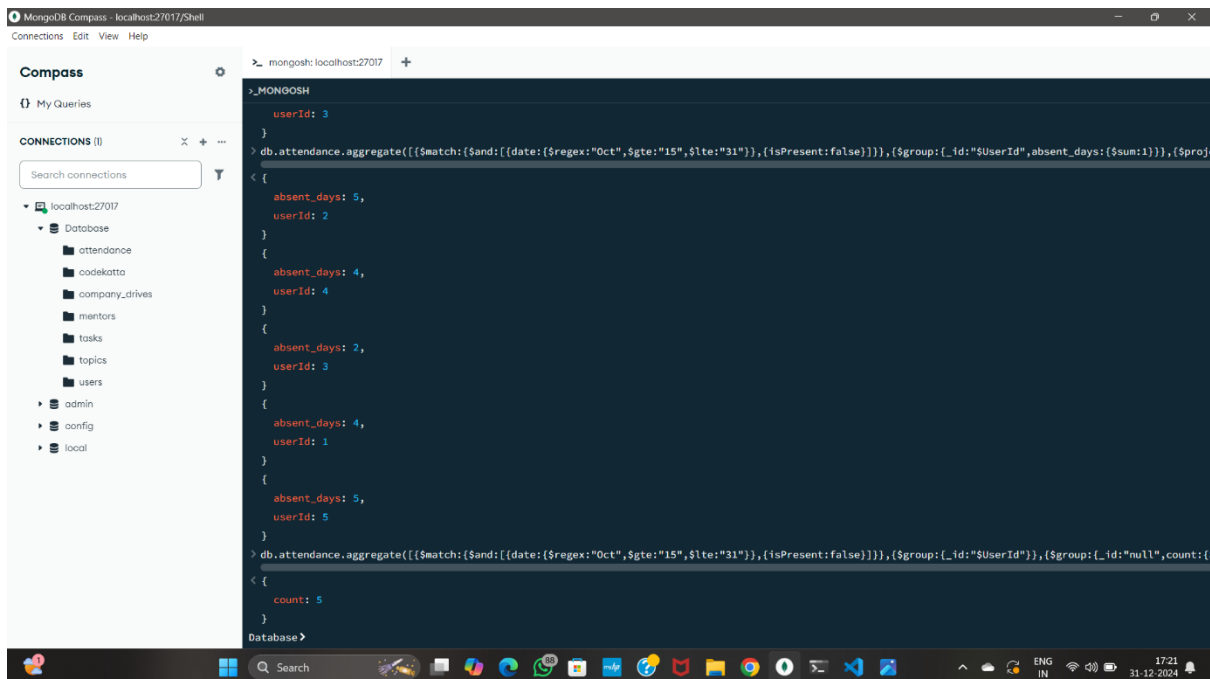 MongoDB Compass - localhost:27017/Shell
Connections Edit View Help
Compass
{} My Queries
CONNECTIONS (1)
Search connections
localhost:27017
Database
attendance
codekatta
company_drives
mentors
tasks
topics
users
admin
config
local
>_ mongosh: localhost:27017 +
>_MONGOSH
userId: 3
}
> db.attendance.aggregate([{$match:{$and:[{date:{$regex:"Oct",$gte:"15",$lte:"31"}},{isPresent:false}]}},{$group:{_id:"$UserId",absent_days:{$sum:1}}},{$proj
< {
absent_days: 5,
userId: 2
}
{
absent_days: 4,
userId: 4
}
{
absent_days: 2,
userId: 3
}
{
absent_days: 4,
userId: 1
}
{
absent_days: 5,
userId: 5
}
> db.attendance.aggregate([{$match:{$and:[{date:{$regex:"Oct",$gte:"15",$lte:"31"}},{isPresent:false}]}},{$group:{_id:"$UserId"}},{$group:{_id:"null",count:{
< {
count: 5
}
Database>
1
Search
88
ENG
IN
17:21
31-12-2024